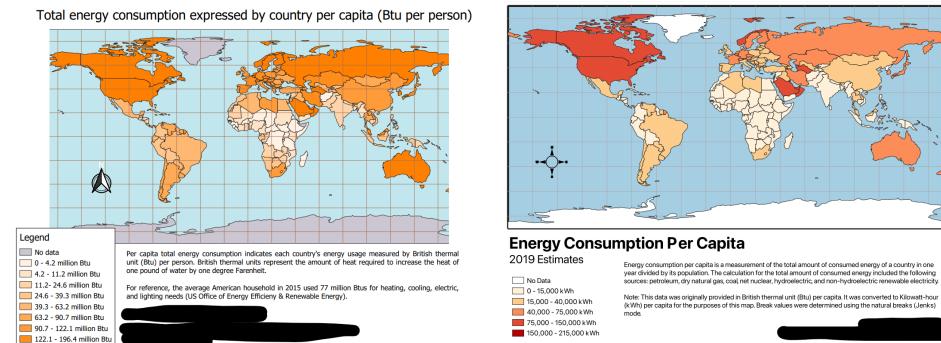 Total energy consumption expressed by country per capita (Btu per person)
Legend
No data
0 - 4.2 million Btu
4.2 - 11.2 million Btu
11.2- 24.6 million Btu
24.6 - 39.3 million Btu
39.3 - 63.2 million Btu
63.2 - 90.7 million Btu
90.7 - 122.1 million Btu
122.1 - 196.4 million Btu
Per capita total energy consumption indicates each country's energy usage measured by British thermal
unit (Btu) per person. British thermal units represent the amount of heat required to increase the heat of
one pound of water by one degree Farenheit.
For reference, the average American household in 2015 used 77 million Btus for heating, cooling, electric,
and lighting needs (US Office of Energy Efficieny & Renewable Energy).
Energy Consumption Per Capita
2019 Estimates
No Data
0 - 15,000 kWh
15,000 - 40,000 kWh
40,000 - 75,000 kWh
75,000 - 150,000 kWh
150,000 - 215,000 kWh
Energy consumption per capita is a measurement of the total amount of consumed energy of a country in one
year divided by its population. The calculation for the total amount of consumed energy included the following
sources: petroleum, dry natural gas, coal, net nuclear, hydroelectric, and non-hydroelectric renewable electricity.
Note: This data was originally provided in British thermal unit (Btu) per capita. It was converted to Kilowatt-hour
(kWh) per capita for the purposes of this map. Break values were determined using the natural breaks (Jenks)
mode.